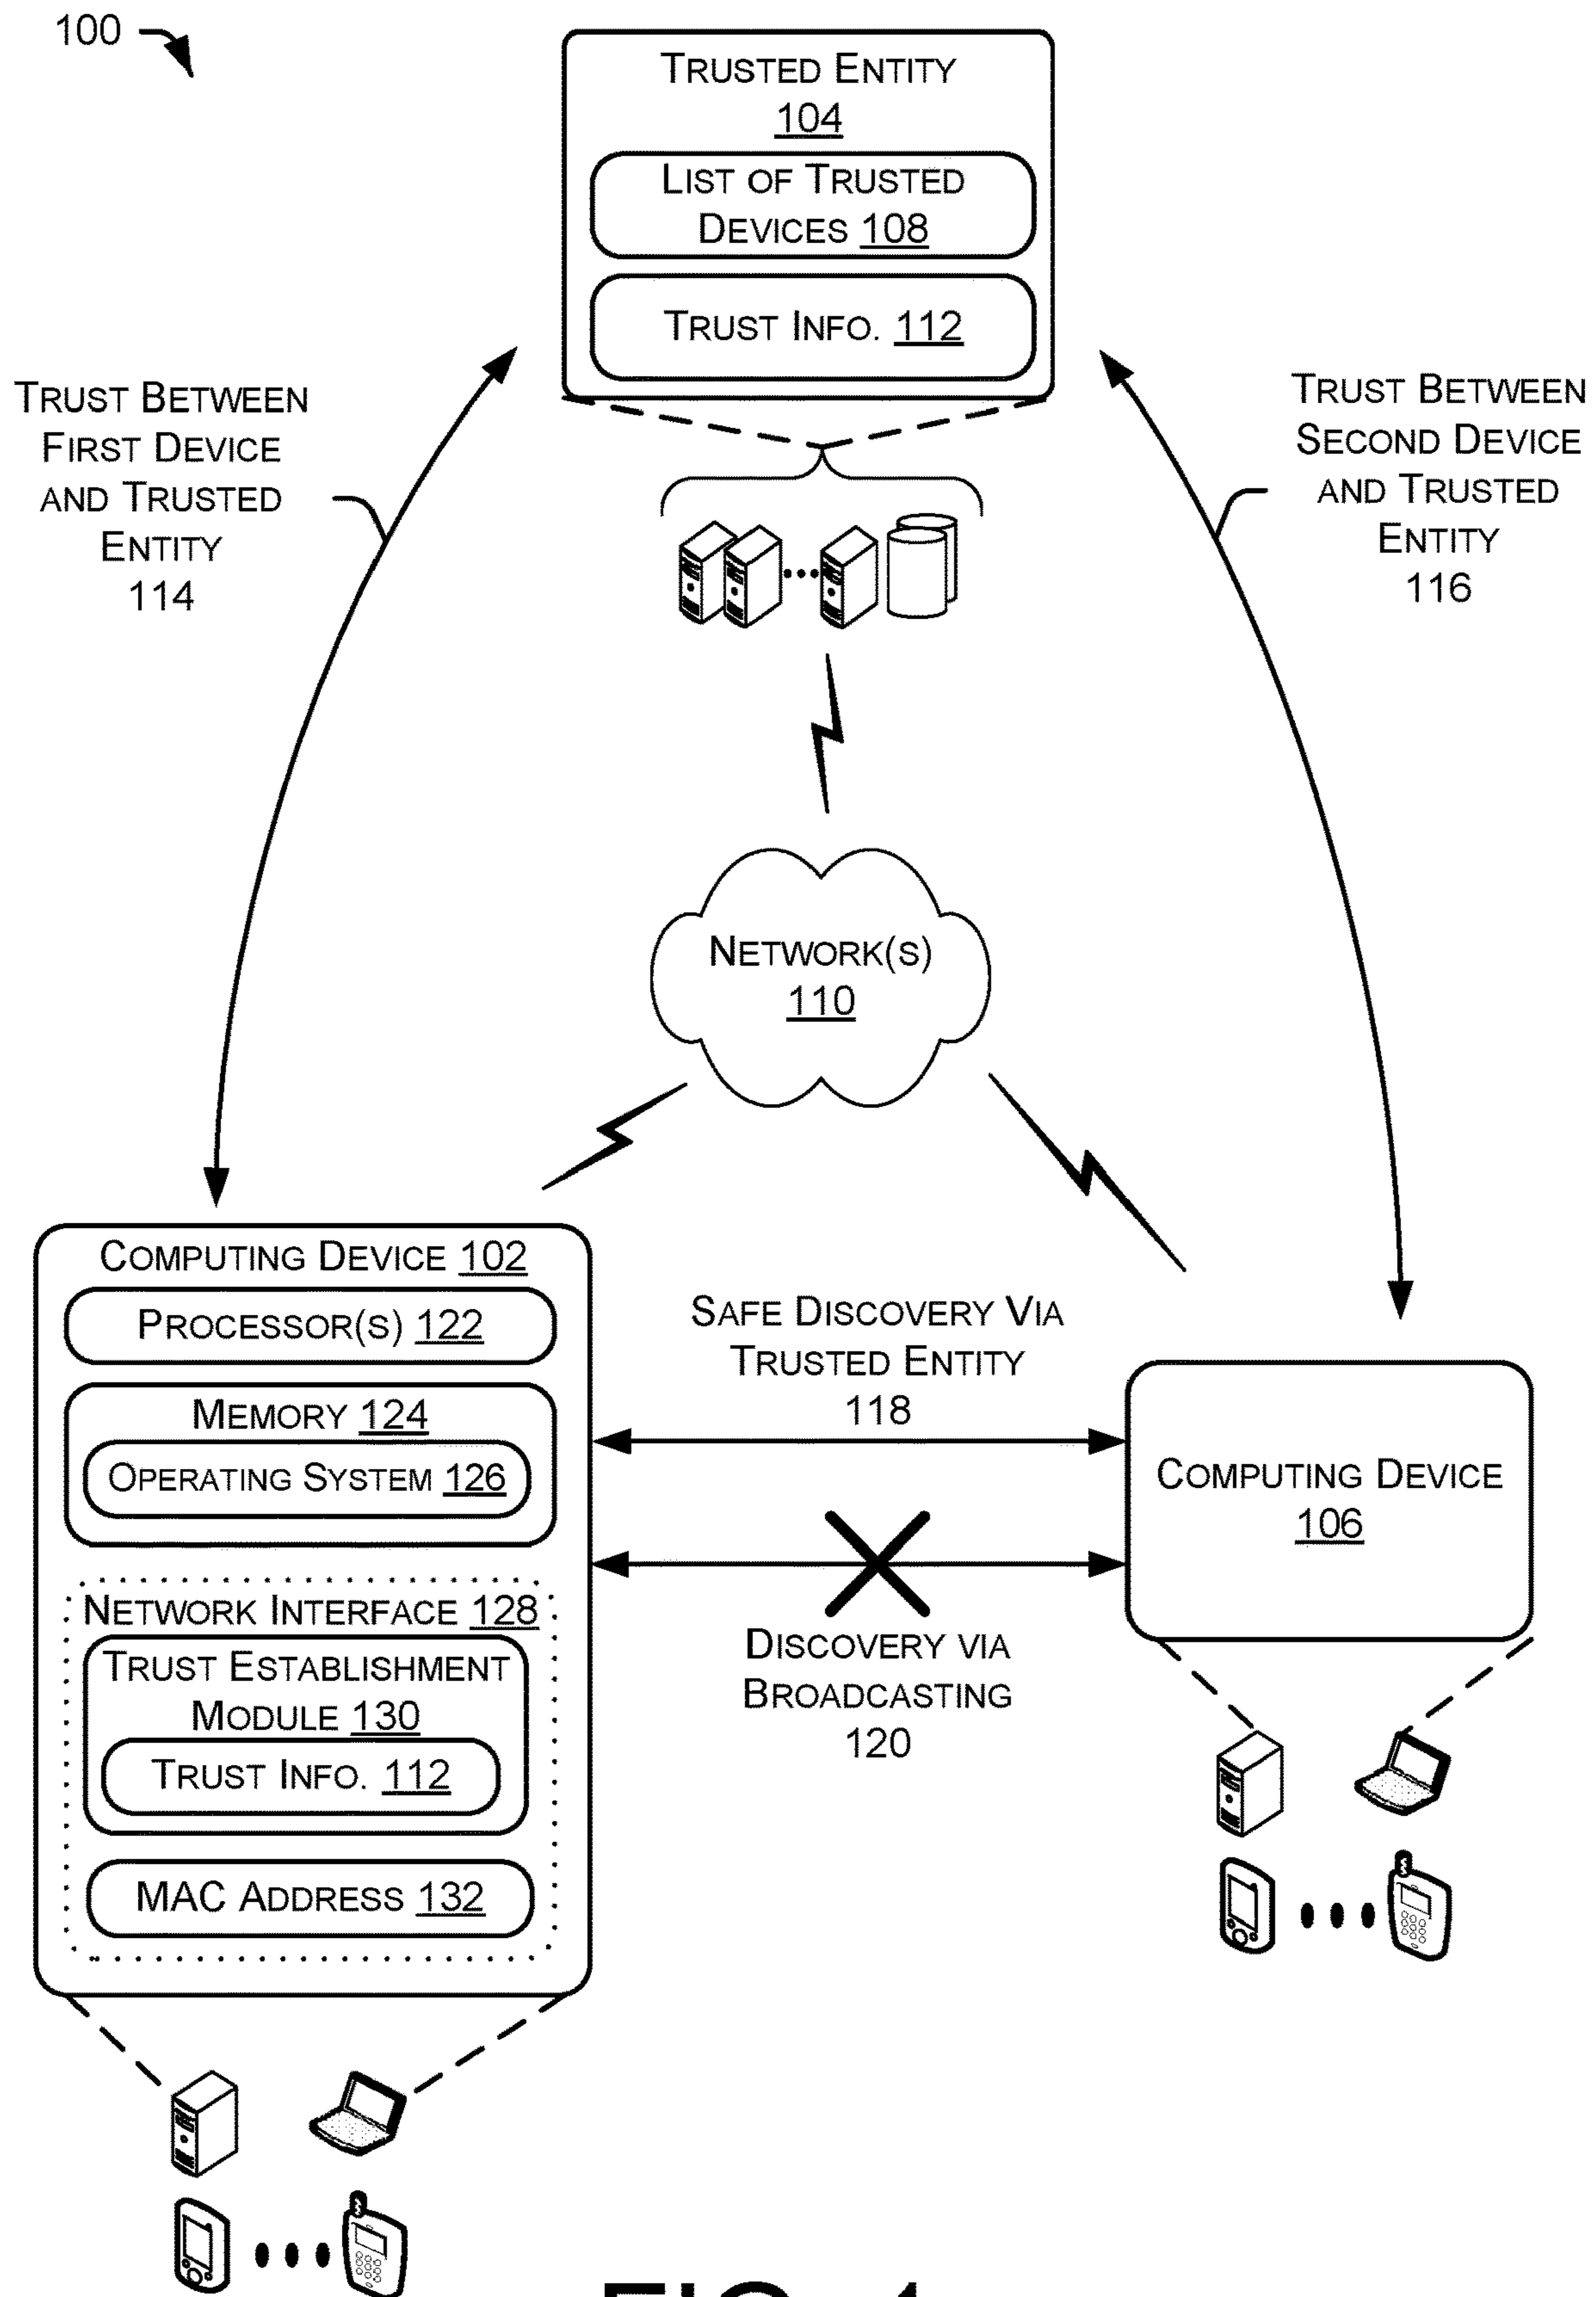 100
TRUSTED ENTITY
104
LIST OF TRUSTED
DEVICES 108
TRUST INFO. 112
TRUST BETWEEN
FIRST DEVICE
AND TRUSTED
ENTITY
114
TRUST BETWEEN
SECOND DEVICE
AND TRUSTED
ENTITY
116
NETWORK(S)
110
COMPUTING DEVICE 102
PROCESSOR(S) 122
MEMORY 124
OPERATING SYSTEM 126
NETWORK INTERFACE 128
TRUST ESTABLISHMENT
MODULE 130
TRUST INFO. 112
MAC ADDRESS 132
SAFE DISCOVERY VIA
TRUSTED ENTITY
118
DISCOVERY VIA
BROADCASTING
120
COMPUTING DEVICE
106
FIG. 1